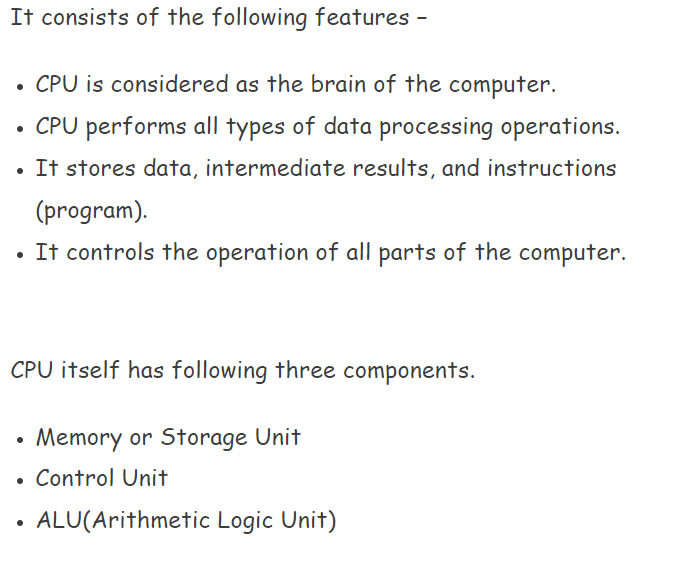 It consists of the following features –
• CPU is considered as the brain of the computer.
• CPU performs all types of data processing operations.
• It stores data, intermediate results, and instructions
(program).
• It controls the operation of all parts of the computer.
CPU itself has following three components.
• Memory or Storage Unit
• Control Unit
• ALU(Arithmetic Logic Unit)